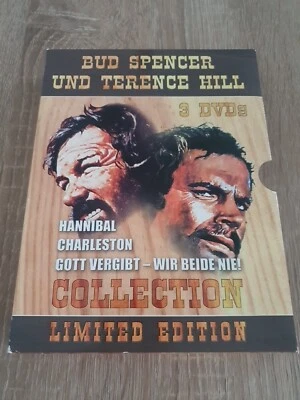 BUD SPENCER
UND TERENCE HILL
3 DVDs
HANNIBAL
CHARLESTON
GOTT VERGIBT – WIR BEIDE NIE!
COLLECTION
LIMITED EDITION